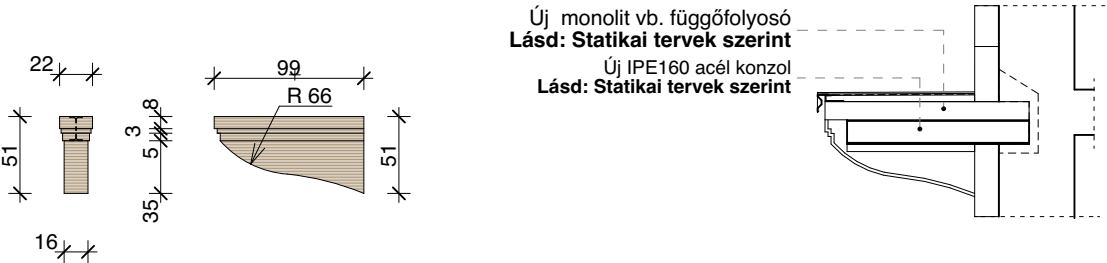 Új monolit vb. függőfolyosó
Lásd: Statikai tervek szerint
Új IPE160 acél konzol
Lásd: Statikai tervek szerint
22
99
R 66
51
8
3
5
35
51
16